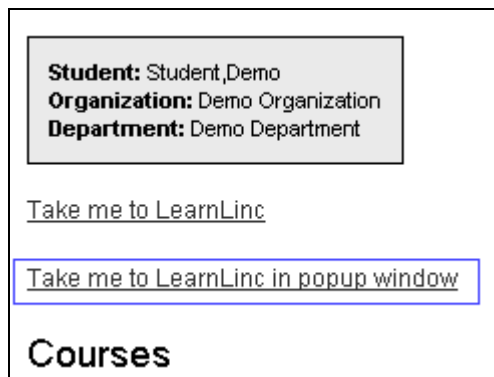 Student: Student,Demo
Organization: Demo Organization
Department: Demo Department
Take me to LearnLinc
Take me to LearnLinc in popup window
Courses